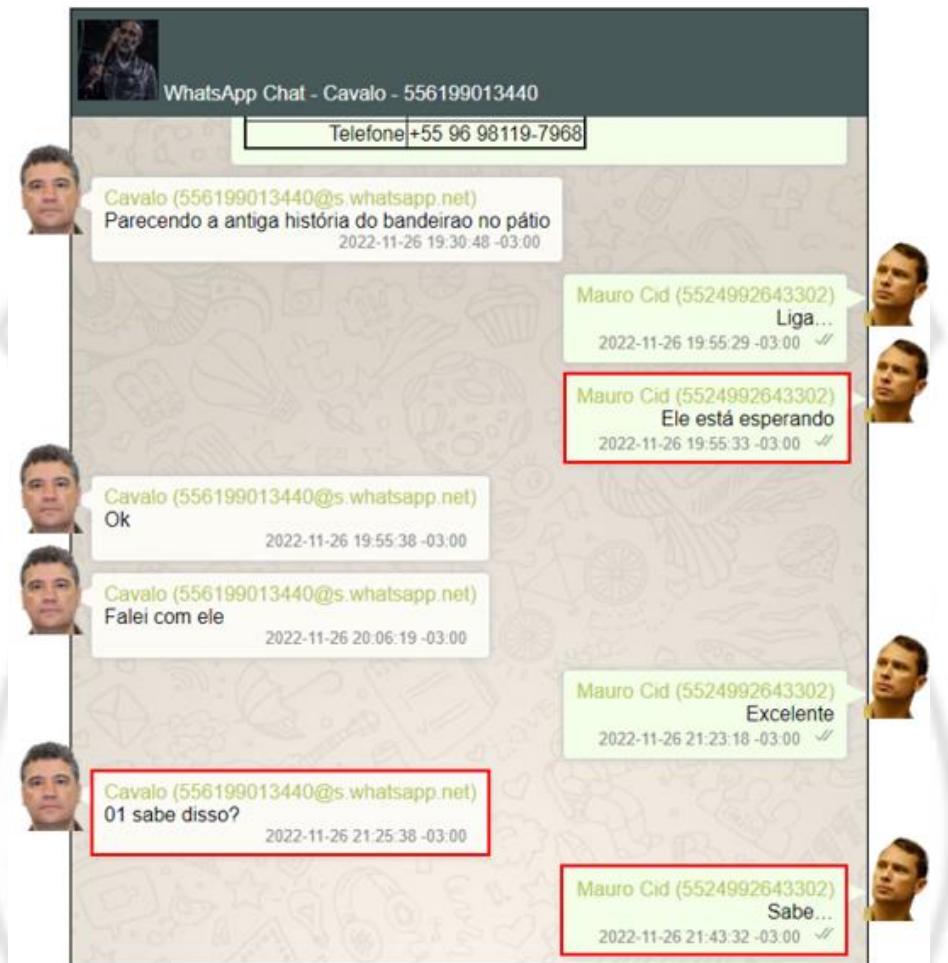 WhatsApp Chat - Cavalo - 556199013440
Telefone +55 96 98119-7968
Cavalo (556199013440@s.whatsapp.net)
Parecendo a antiga história do bandeirao no pátio
2022-11-26 19:30:48 -03:00
Mauro Cid (5524992643302)
Liga...
2022-11-26 19:55:29 -03:00
Mauro Cid (5524992643302)
Ele está esperando
2022-11-26 19:55:33 -03:00
Cavalo (556199013440@s.whatsapp.net)
Ok
2022-11-26 19:55:38 -03:00
Cavalo (556199013440@s.whatsapp.net)
Falei com ele
2022-11-26 20:06:19 -03:00
Mauro Cid (5524992643302)
Excelente
2022-11-26 21:23:18 -03:00
Cavalo (556199013440@s.whatsapp.net)
01 sabe disso?
2022-11-26 21:25:38 -03:00
Mauro Cid (5524992643302)
Sabe...
2022-11-26 21:43:32 -03:00